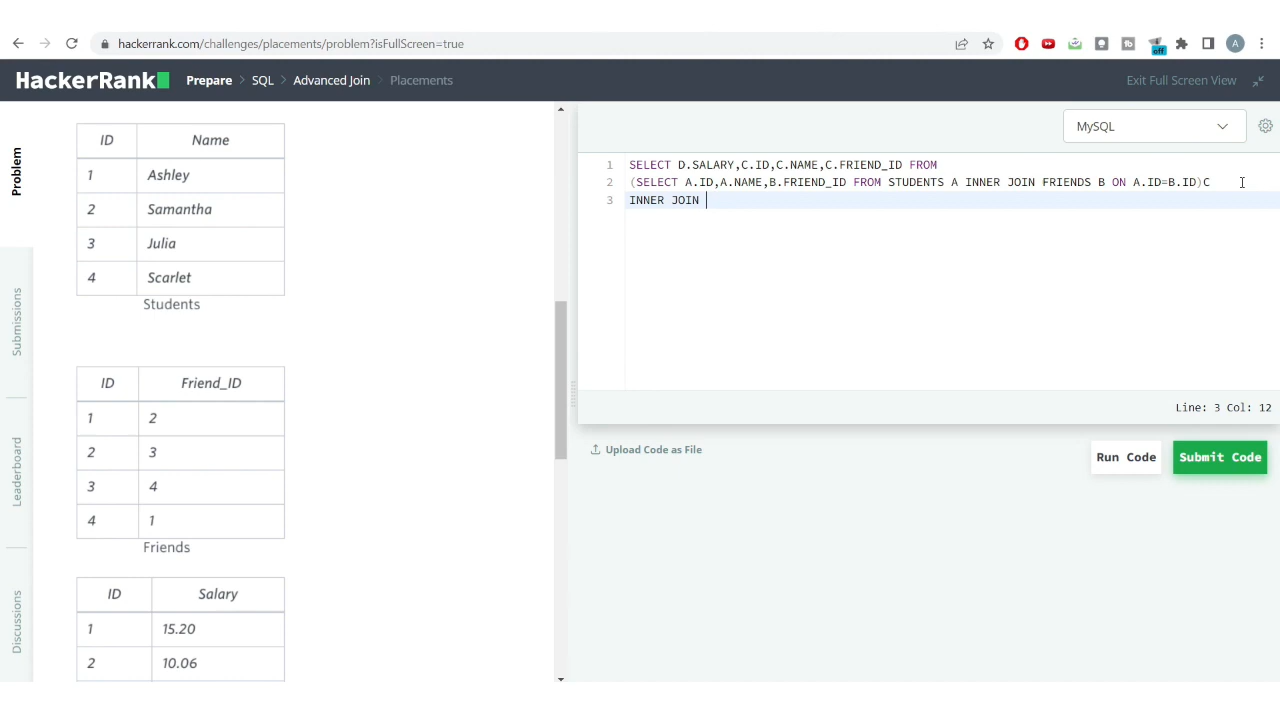 hackerrank.com/challenges/placements/problem?isFullScreen=true
off
A
HackerRank
Prepare > SQL > Advanced Join > Placements
Exit Full Screen View
Problem
Submissions
Leaderboard
Discussions
ID Name
1 Ashley
2 Samantha
3 Julia
4 Scarlet
Students
ID Friend_ID
1 2
2 3
3 4
4 1
Friends
ID Salary
1 15.20
2 10.06
MySQL
1 SELECT D.SALARY,C.ID,C.NAME,C.FRIEND_ID FROM
2 (SELECT A.ID,A.NAME,B.FRIEND_ID FROM STUDENTS A INNER JOIN FRIENDS B ON A.ID=B.ID)C
3 INNER JOIN
Line: 3 Col: 12
Upload Code as File
Run Code
Submit Code